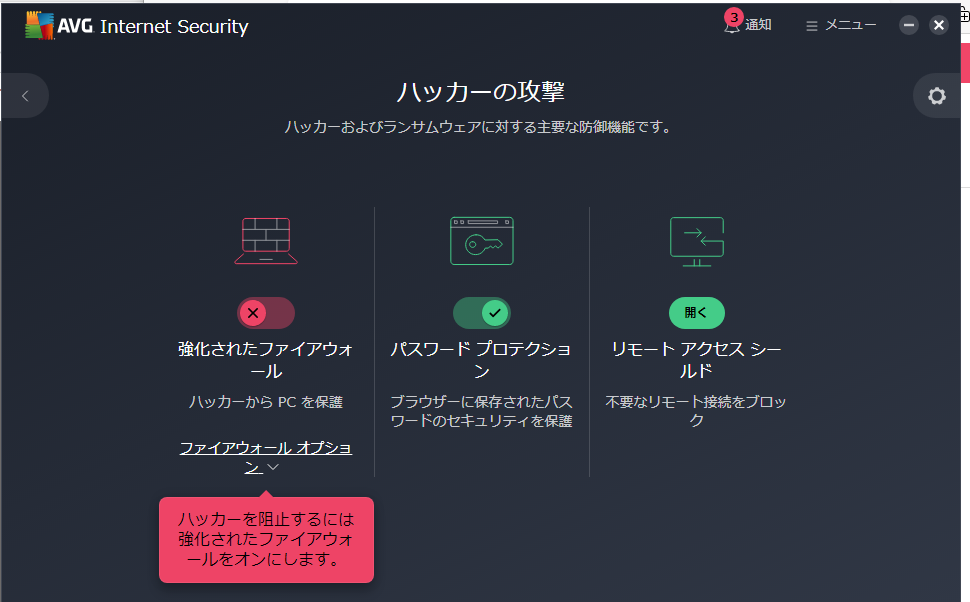 AVG Internet Security
3
通知
メニュー
ハッカーの攻撃
ハッカーおよびランサムウェアに対する主要な防御機能です。
強化されたファイアウォ
ール
ハッカーから PC を保護
ファイアウォール オプショ
ン
ハッカーを阻止するには
強化されたファイアウォ
ールをオンにします。
パスワード プロテクショ
ン
ブラウザーに保存されたパス
ワードのセキュリティを保護
開く
リモート アクセス シー
ルド
不要なリモート接続をブロッ
ク